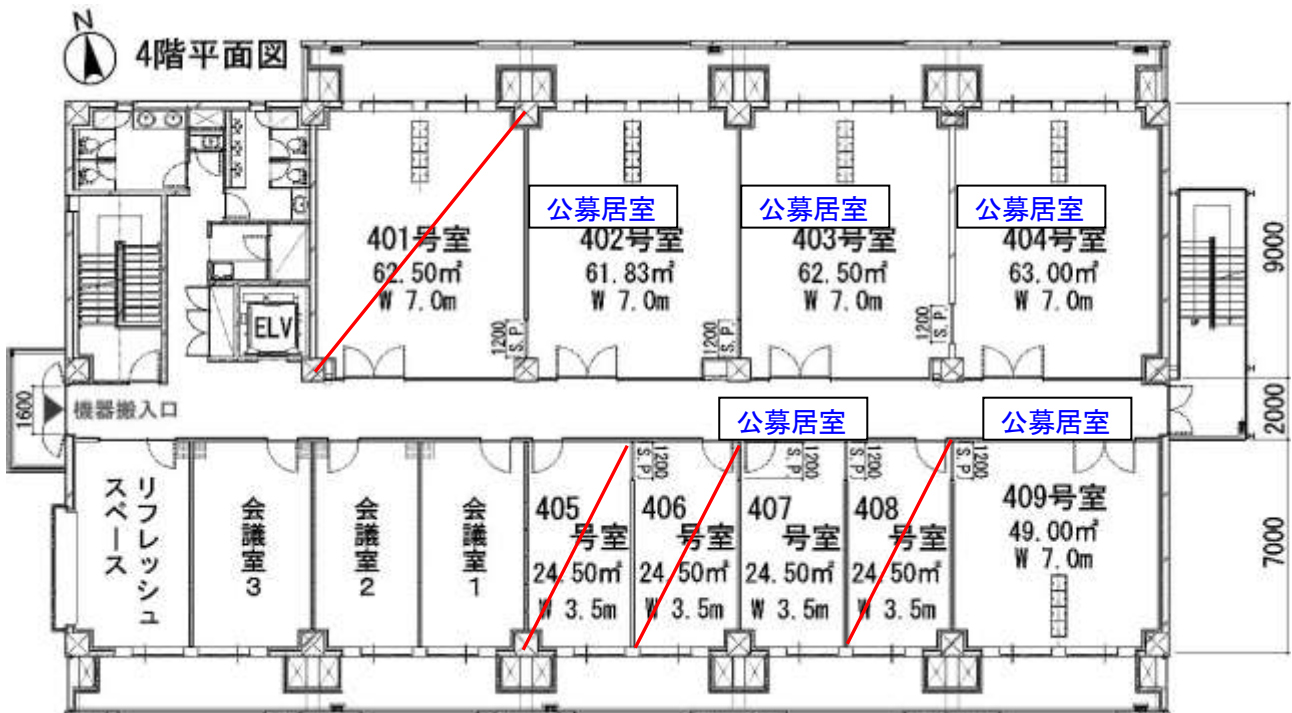 N
4階平面図
公募居室
公募居室
公募居室
401号室
62.50㎡
W 7.0m
402号室
61.83㎡
W 7.0m
403号室
62.50㎡
W 7.0m
404号室
63.00㎡
W 7.0m
9000
ELV
1200
S.P.
1200
S.P.
1200
S.P.
1600
機器搬入口
2000
公募居室
公募居室
リフレッシュ
スペース
会議室3
会議室2
会議室1
405
号室
24.50㎡
W 3.5m
1200
S.P.
406
号室
24.50㎡
W 3.5m
1200
S.P.
407
号室
24.50㎡
W 3.5m
1200
S.P.
408
号室
24.50㎡
W 3.5m
1200
S.P.
409号室
49.00㎡
W 7.0m
7000